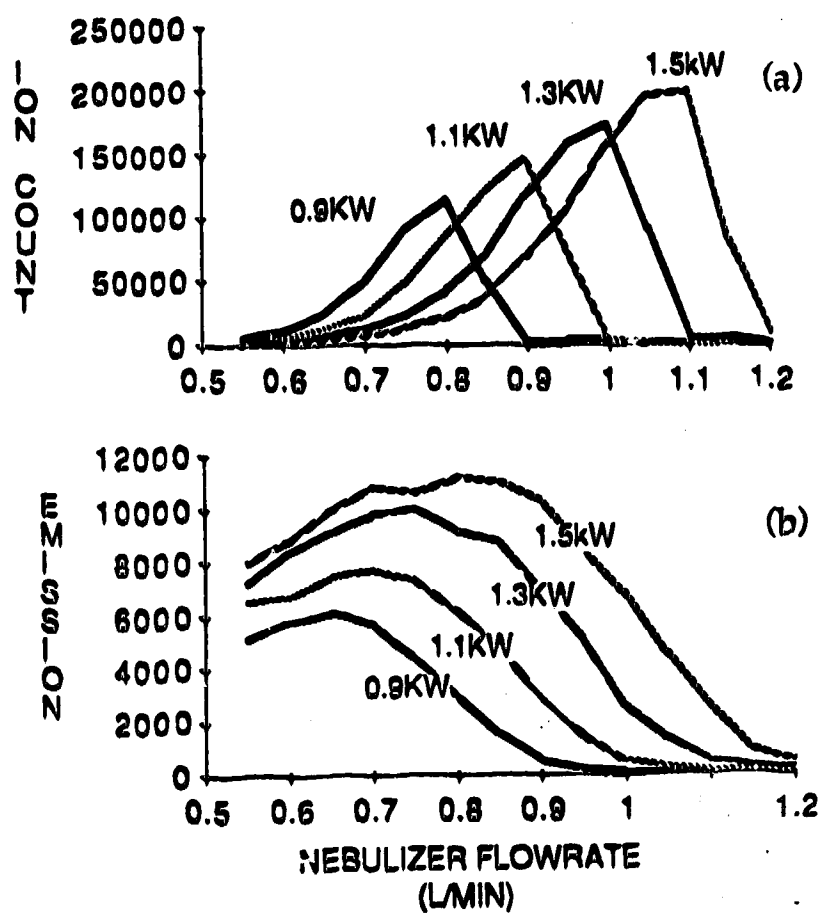 250000
200000
150000
100000
50000
0
ION COUNT
0.9KW
1.1KW
1.3KW
1.5kW
(a)
0.5 0.6 0.7 0.8 0.9 1 1.1 1.2
12000
10000
8000
6000
4000
2000
0
EMISSION
1.5kW
1.3KW
1.1KW
0.9KW
(b)
0.5 0.6 0.7 0.8 0.9 1 1.1 1.2
NEBULIZER FLOWRATE
(L/MIN)